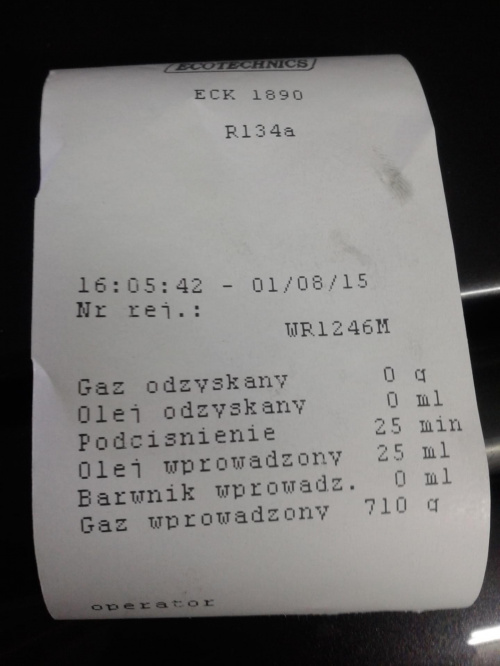 ECOTECHNICS
ECK 1890
R134a
16:05:42 - 01/08/15
Nr rej.:
WR1246M
Gaz odzyskany 0 g
Olej odzyskany 0 ml
Podcisnienie 25 min
Olej wprowadzony 25 ml
Barwnik wprowadz. 0 ml
Gaz wprowadzony 710 g
operator